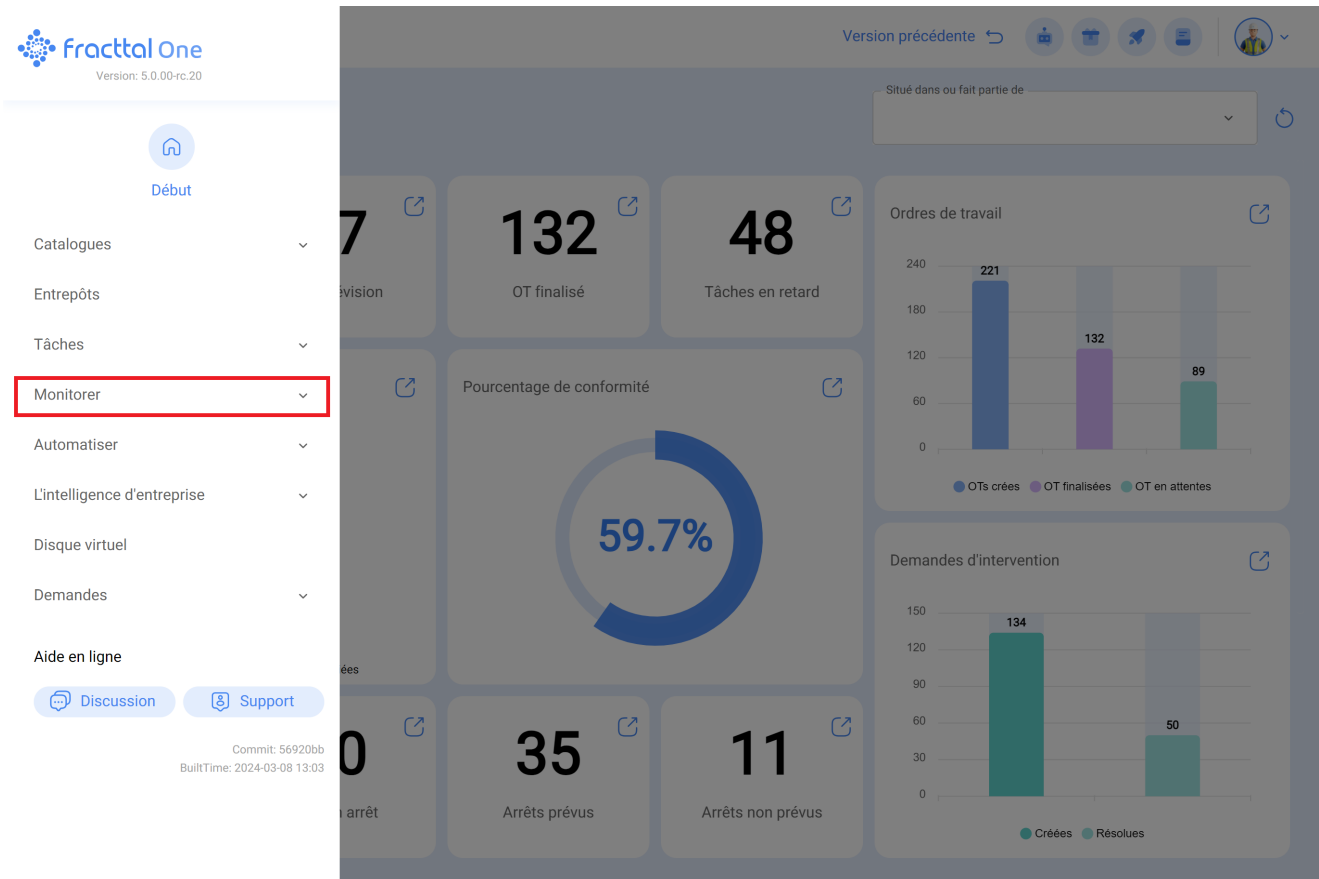 fracttal One
Version: 5.0.00-rc.20
Début
Catalogues
Entrepôts
Tâches
Monitorer
Automatiser
L'intelligence d'entreprise
Disque virtuel
Demandes
Aide en ligne
Discussion
Support
Commit: 56920bb
BuiltTime: 2024-03-08 13:03
Version précédente
Situé dans ou fait partie de
7
132
OT finalisé
48
Tâches en retard
Pourcentage de conformité
59.7%
ées
0
arrêt
35
Arrêts prévus
11
Arrêts non prévus
Ordres de travail
240
180
120
60
0
221
132
89
OTs crées
OT finalisées
OT en attentes
Demandes d'intervention
150
120
90
60
30
0
134
50
Créées
Résolues